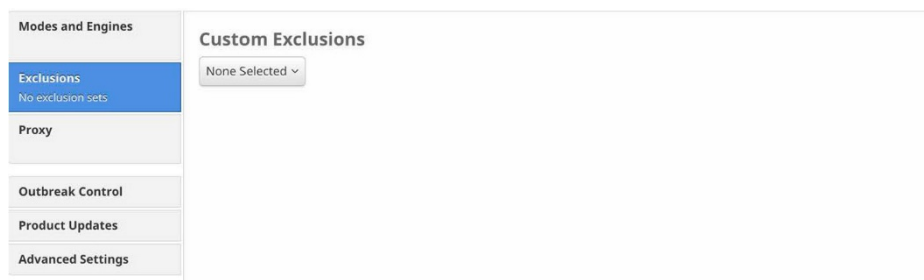 Modes and Engines
Custom Exclusions
None Selected
Exclusions
No exclusion sets
Proxy
Outbreak Control
Product Updates
Advanced Settings